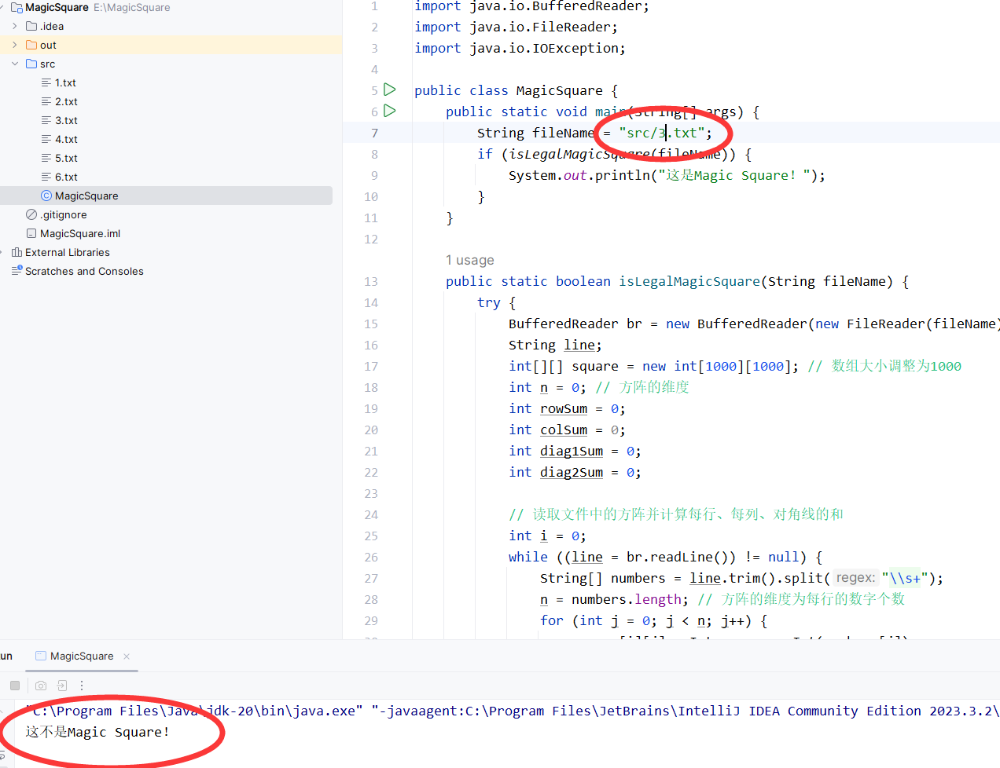 MagicSquare E:\MagicSquare
.idea
out
src
1.txt
2.txt
3.txt
4.txt
5.txt
6.txt
MagicSquare
.gitignore
MagicSquare.iml
External Libraries
Scratches and Consoles
1 import java.io.BufferedReader;
2 import java.io.FileReader;
3 import java.io.IOException;
4
5 public class MagicSquare {
6 public static void main(String[] args) {
7 String fileName = "src/3.txt";
8 if (isLegalMagicSquare(fileName)) {
9 System.out.println("这是Magic Square! ");
10 }
11 }
12
1 usage
13 public static boolean isLegalMagicSquare(String fileName) {
14 try {
15 BufferedReader br = new BufferedReader(new FileReader(fileName)
16 String line;
17 int[][] square = new int[1000][1000]; // 数组大小调整为1000
18 int n = 0; // 方阵的维度
19 int rowSum = 0;
20 int colSum = 0;
21 int diag1Sum = 0;
22 int diag2Sum = 0;
23
24 // 读取文件中的方阵并计算每行、每列、对角线的和
25 int i = 0;
26 while ((line = br.readLine()) != null) {
27 String[] numbers = line.trim().split( regex: "\\s+");
28 n = numbers.length; // 方阵的维度为每行的数字个数
29 for (int j = 0; j < n; j++) {
un MagicSquare
"C:\Program Files\Java\jdk-20\bin\java.exe" "-javaagent:C:\Program Files\JetBrains\IntelliJ IDEA Community Edition 2023.3.2\
这不是Magic Square!